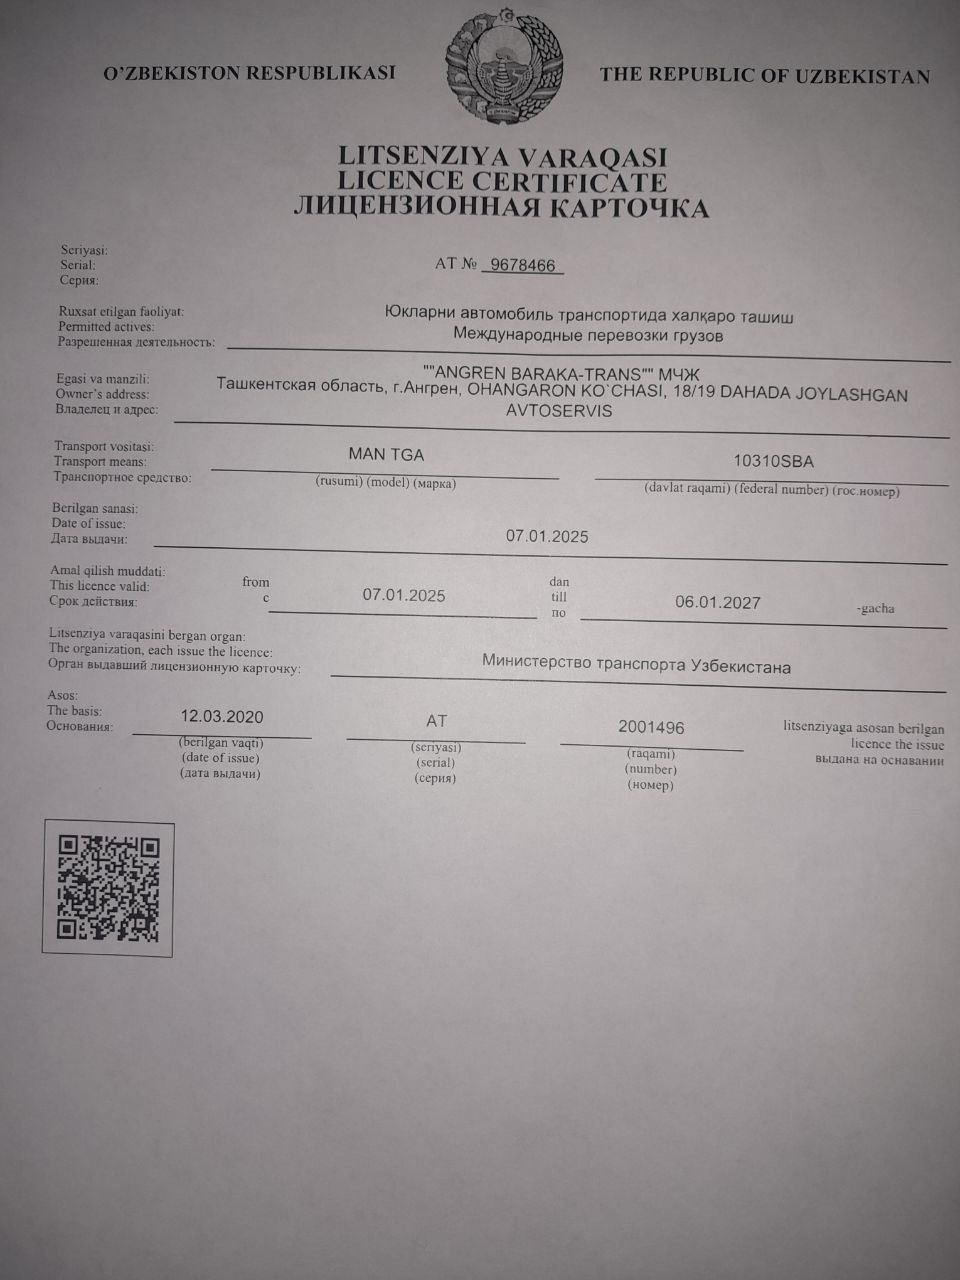 O'ZBEKISTON RESPUBLIKASI
THE REPUBLIC OF UZBEKISTAN
LITSENZIYA VARAQASI
LICENCE CERTIFICATE
ЛИЦЕНЗИОННАЯ КАРТОЧКА
Seriyasi:
Serial:
Серия:
АТ № 9678466
Ruxsat etilgan faoliyat:
Permitted actives:
Разрешенная деятельность:
Юкларни автомобиль транспортида халқаро ташиш
Международные перевозки грузов
Egasi va manzili:
Owner's address:
Владелец и адрес:
""ANGREN BARAKA-TRANS"" МЧЖ
Ташкентская область, г.Ангрен, OHANGARON KO`CHASI, 18/19 DAHADA JOYLASHGAN
AVTOSERVIS
Transport vositasi:
Transport means:
Транспортное средство:
MAN TGA
(rusumi) (model) (марка)
10310SBA
(davlat raqami) (federal number) (гос.номер)
Berilgan sanasi:
Date of issue:
Дата выдачи:
07.01.2025
Amal qilish muddati:
This licence valid:
Срок действия:
from
с
07.01.2025
dan
till
по
06.01.2027
-gacha
Litsenziya varaqasini bergan organ:
The organization, each issue the licence:
Орган выдавший лицензионную карточку:
Министерство транспорта Узбекистана
Asos:
The basis:
Основания:
12.03.2020
(berilgan vaqti)
(date of issue)
(дата выдачи)
АТ
(seriyasi)
(serial)
(серия)
2001496
(raqami)
(number)
(номер)
litsenziyaga asosan berilgan
licence the issue
выдана на оснавании